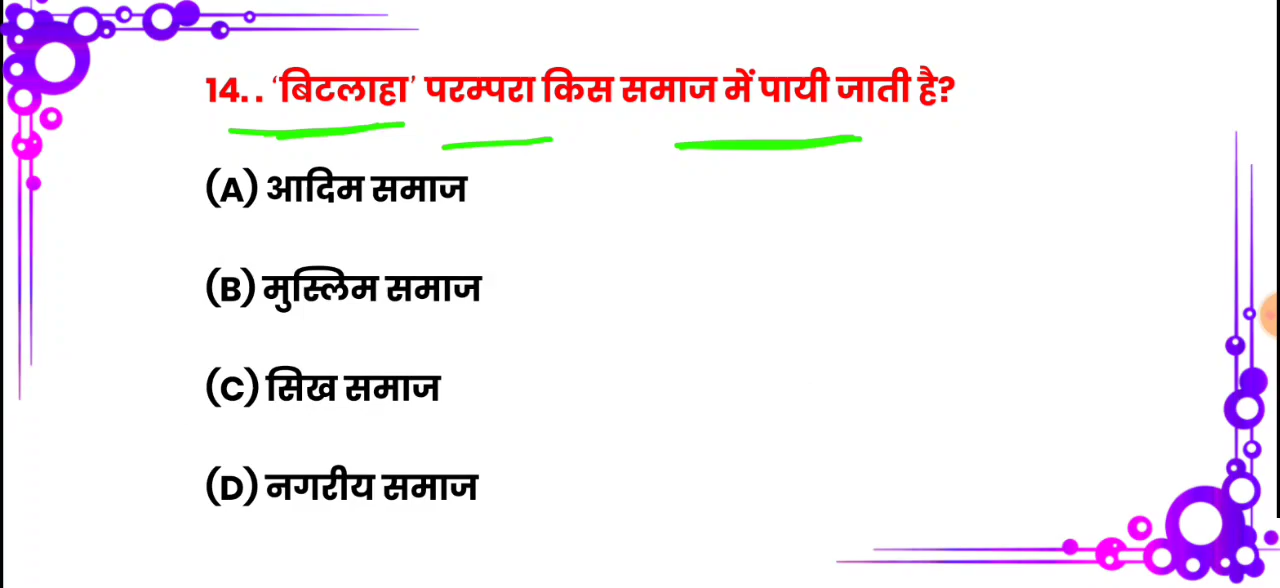 14. . ‘बिटलाहा’ परम्परा किस समाज में पायी जाती है?
(A) आदिम समाज
(B) मुस्लिम समाज
(C) सिख समाज
(D) नगरीय समाज